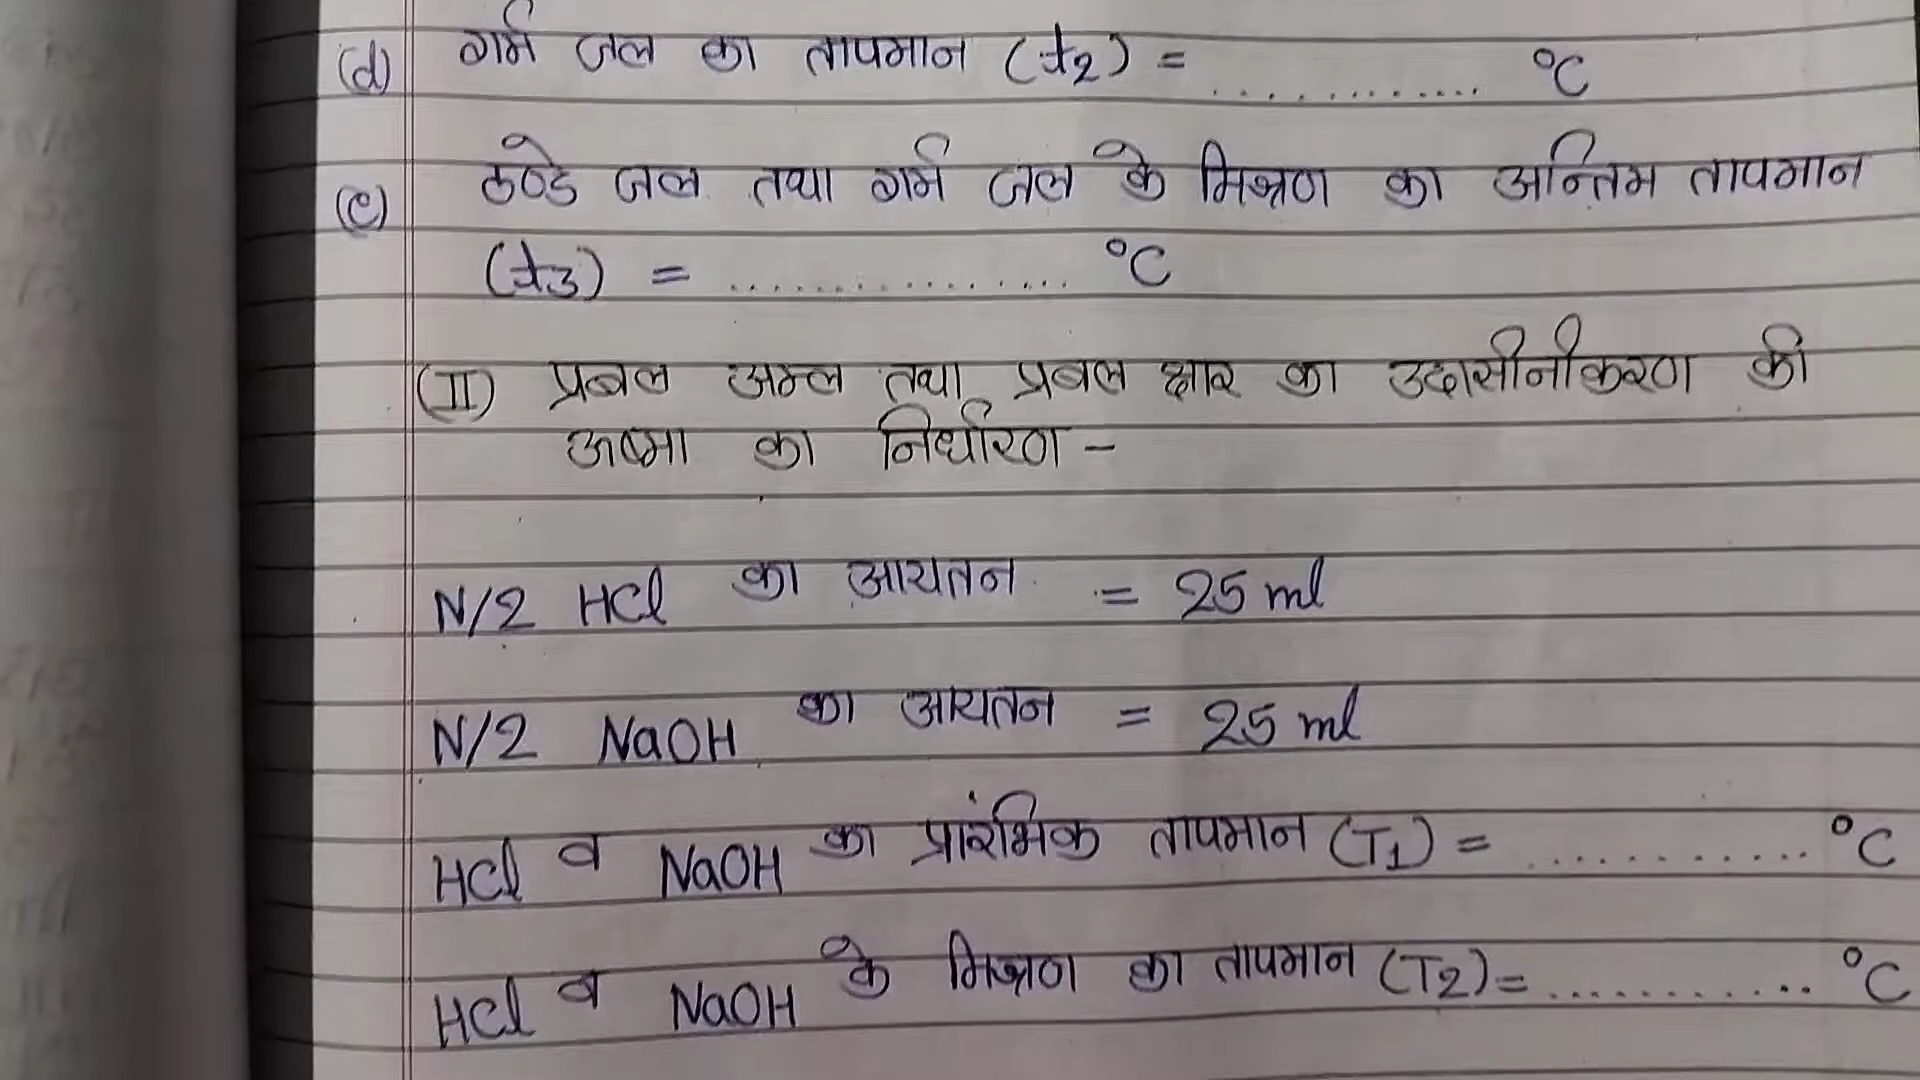 (d) गर्म जल का तापमान (t2) = ............. °C
(e) ठण्डे जल तथा गर्म जल के मिश्रण का अन्तिम तापमान
(t3) = ................ °C
(II) प्रबल अम्ल तथा प्रबल क्षार का उदासीनीकरण की
ऊष्मा का निर्धारण -
N/2 HCl का आयतन = 25 ml
N/2 NaOH का आयतन = 25 ml
HCl व NaOH का प्रारंभिक तापमान (T1) = ............ °C
HCl व NaOH के मिश्रण का तापमान (T2) = ............ °C